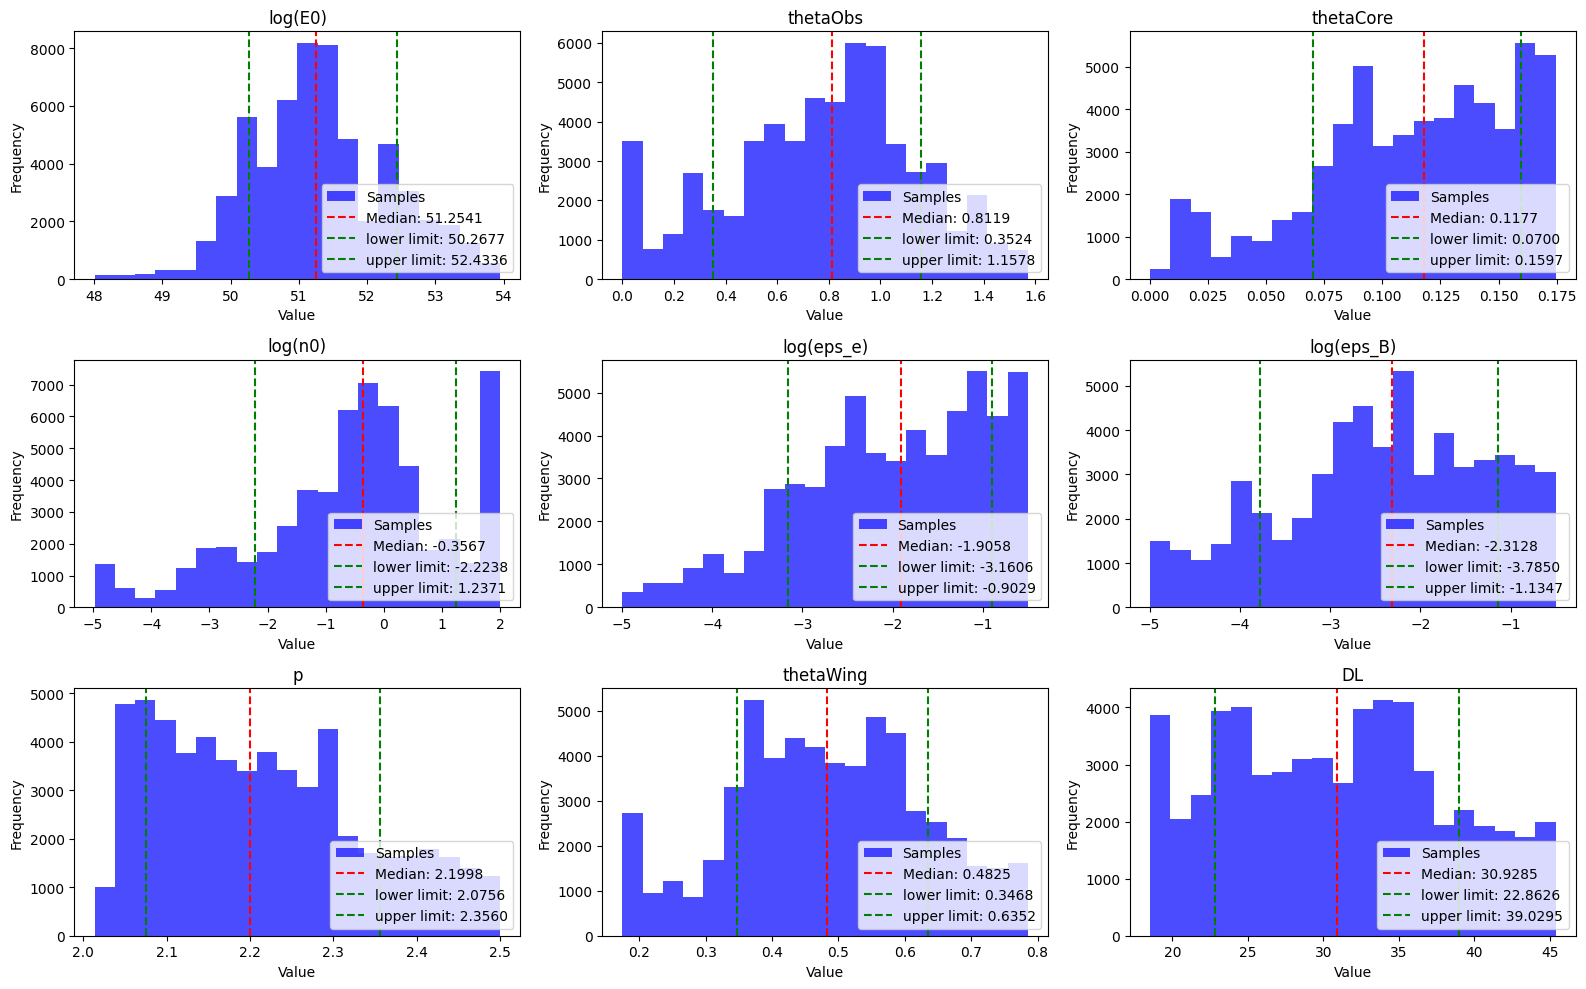 log(E0)
8000
6000
4000
2000
0
Frequency
Samples
Median: 51.2541
lower limit: 50.2677
upper limit: 52.4336
48 49 50 51 52 53 54
Value
thetaObs
6000
5000
4000
3000
2000
1000
0
Frequency
Samples
Median: 0.8119
lower limit: 0.3524
upper limit: 1.1578
0.0 0.2 0.4 0.6 0.8 1.0 1.2 1.4 1.6
Value
thetaCore
5000
4000
3000
2000
1000
0
Frequency
Samples
Median: 0.1177
lower limit: 0.0700
upper limit: 0.1597
0.000 0.025 0.050 0.075 0.100 0.125 0.150 0.175
Value
log(n0)
7000
6000
5000
4000
3000
2000
1000
0
Frequency
Samples
Median: -0.3567
lower limit: -2.2238
upper limit: 1.2371
−5 −4 −3 −2 −1 0 1 2
Value
log(eps_e)
5000
4000
3000
2000
1000
0
Frequency
Samples
Median: -1.9058
lower limit: -3.1606
upper limit: -0.9029
−5 −4 −3 −2 −1
Value
log(eps_B)
5000
4000
3000
2000
1000
0
Frequency
Samples
Median: -2.3128
lower limit: -3.7850
upper limit: -1.1347
−5 −4 −3 −2 −1
Value
p
5000
4000
3000
2000
1000
0
Frequency
Samples
Median: 2.1998
lower limit: 2.0756
upper limit: 2.3560
2.0 2.1 2.2 2.3 2.4 2.5
Value
thetaWing
5000
4000
3000
2000
1000
0
Frequency
Samples
Median: 0.4825
lower limit: 0.3468
upper limit: 0.6352
0.2 0.3 0.4 0.5 0.6 0.7 0.8
Value
DL
4000
3000
2000
1000
0
Frequency
Samples
Median: 30.9285
lower limit: 22.8626
upper limit: 39.0295
20 25 30 35 40 45
Value